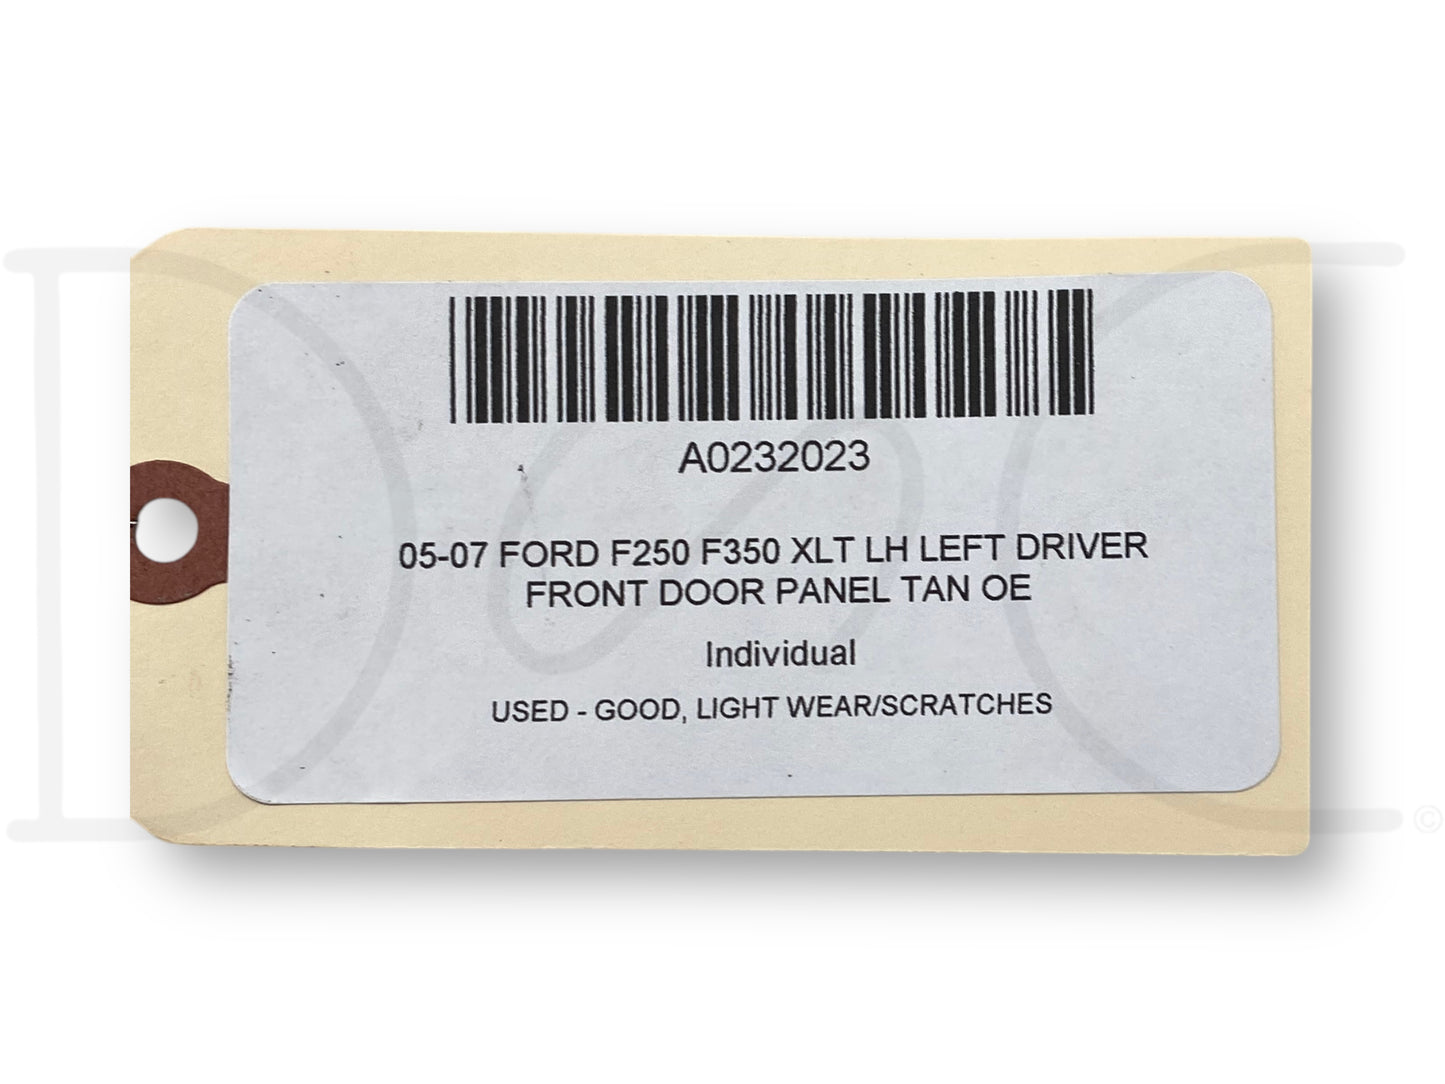 A0232023
05-07 FORD F250 F350 XLT LH LEFT DRIVER
FRONT DOOR PANEL TAN OE
Individual
USED - GOOD, LIGHT WEAR/SCRATCHES
©